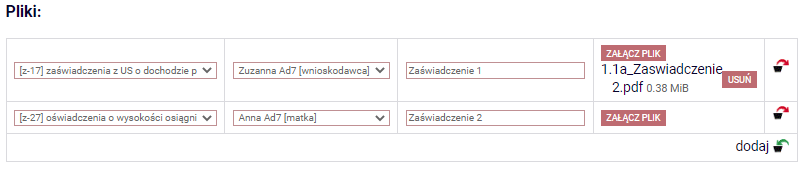 Pliki:
[z-17] zaświadczenia z US o dochodzie p
Zuzanna Ad7 [wnioskodawca]
Zaświadczenie 1
ZAŁĄCZ PLIK
1.1a_Zaswiadczenie
2.pdf 0.38 MiB
USUŃ
[z-27] oświadczenia o wysokości osiągni
Anna Ad7 [matka]
Zaświadczenie 2
ZAŁĄCZ PLIK
dodaj